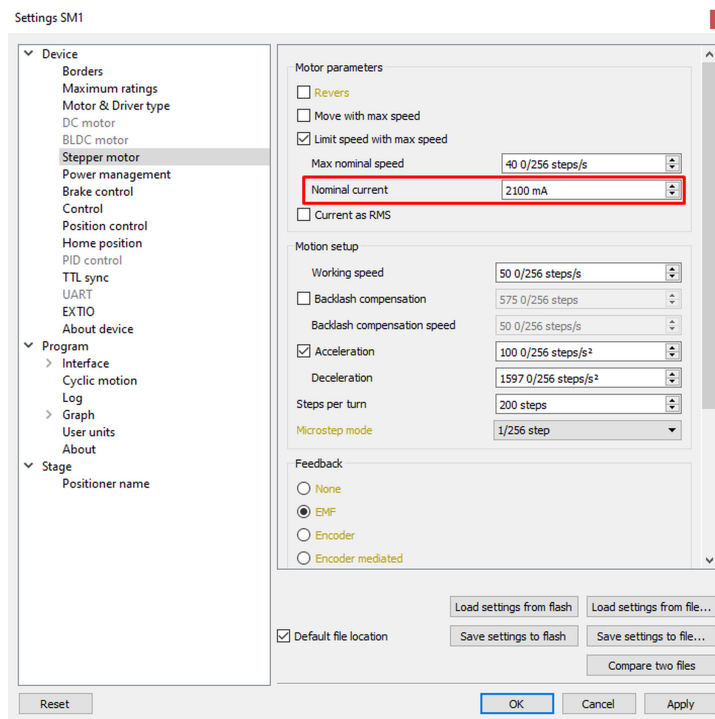 Settings SM1
Device
Borders
Maximum ratings
Motor & Driver type
DC motor
BLDC motor
Stepper motor
Power management
Brake control
Control
Position control
Home position
PID control
TTL sync
UART
EXTIO
About device
Program
Interface
Cyclic motion
Log
Graph
User units
About
Stage
Positioner name
Motor parameters
Revers
Move with max speed
Limit speed with max speed
Max nominal speed 40 0/256 steps/s
Nominal current 2100 mA
Current as RMS
Motion setup
Working speed 50 0/256 steps/s
Backlash compensation 575 0/256 steps
Backlash compensation speed 50 0/256 steps/s
Acceleration 100 0/256 steps/s²
Deceleration 1597 0/256 steps/s²
Steps per turn 200 steps
Microstep mode 1/256 step
Feedback
None
EMF
Encoder
Encoder mediated
Load settings from flash Load settings from file...
Default file location Save settings to flash Save settings to file...
Compare two files
Reset OK Cancel Apply